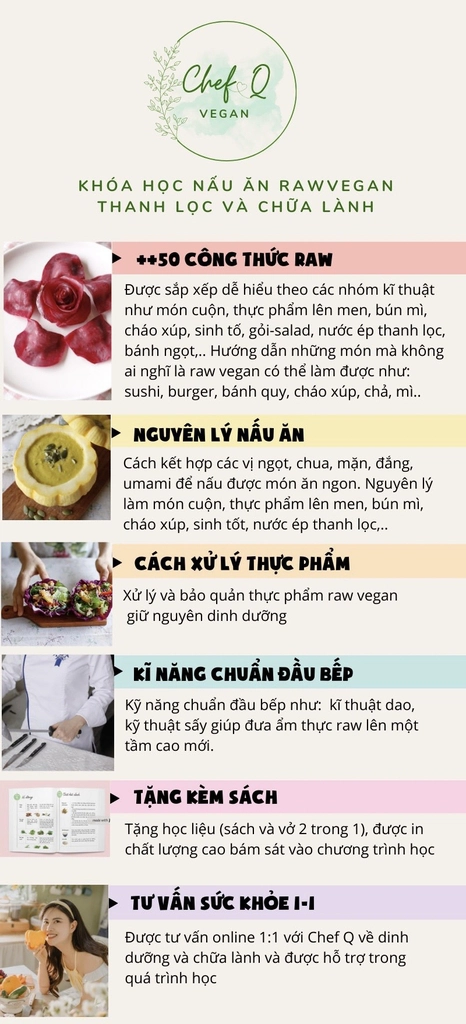 Chef Q
VEGAN
KHÓA HỌC NẤU ĂN RAWVEGAN
THANH LỌC VÀ CHỮA LÀNH
++50 CÔNG THỨC RAW
Được sắp xếp dễ hiểu theo các nhóm kĩ thuật
như món cuộn, thực phẩm lên men, bún mì,
cháo xúp, sinh tố, gỏi-salad, nước ép thanh lọc,
bánh ngọt,.. Hướng dẫn những món mà không
ai nghĩ là raw vegan có thể làm được như:
sushi, burger, bánh quy, cháo xúp, chả, mì..
NGUYÊN LÝ NẤU ĂN
Cách kết hợp các vị ngọt, chua, mặn, đắng,
umami để nấu được món ăn ngon. Nguyên lý
làm món cuộn, thực phẩm lên men, bún mì,
cháo xúp, sinh tốt, nước ép thanh lọc,..
CÁCH XỬ LÝ THỰC PHẨM
Xử lý và bảo quản thực phẩm raw vegan
giữ nguyên dinh dưỡng
KĨ NĂNG CHUẨN ĐẦU BẾP
Kỹ năng chuẩn đầu bếp như: kĩ thuật dao,
kỹ thuật sấy giúp đưa ẩm thực raw lên một
tầm cao mới.
TẶNG KÈM SÁCH
Tặng học liệu (sách và vở 2 trong 1), được in
chất lượng cao bám sát vào chương trình học
TƯ VẤN SỨC KHỎE 1-1
Được tư vấn online 1:1 với Chef Q về dinh
dưỡng và chữa lành và được hỗ trợ trong
quá trình học